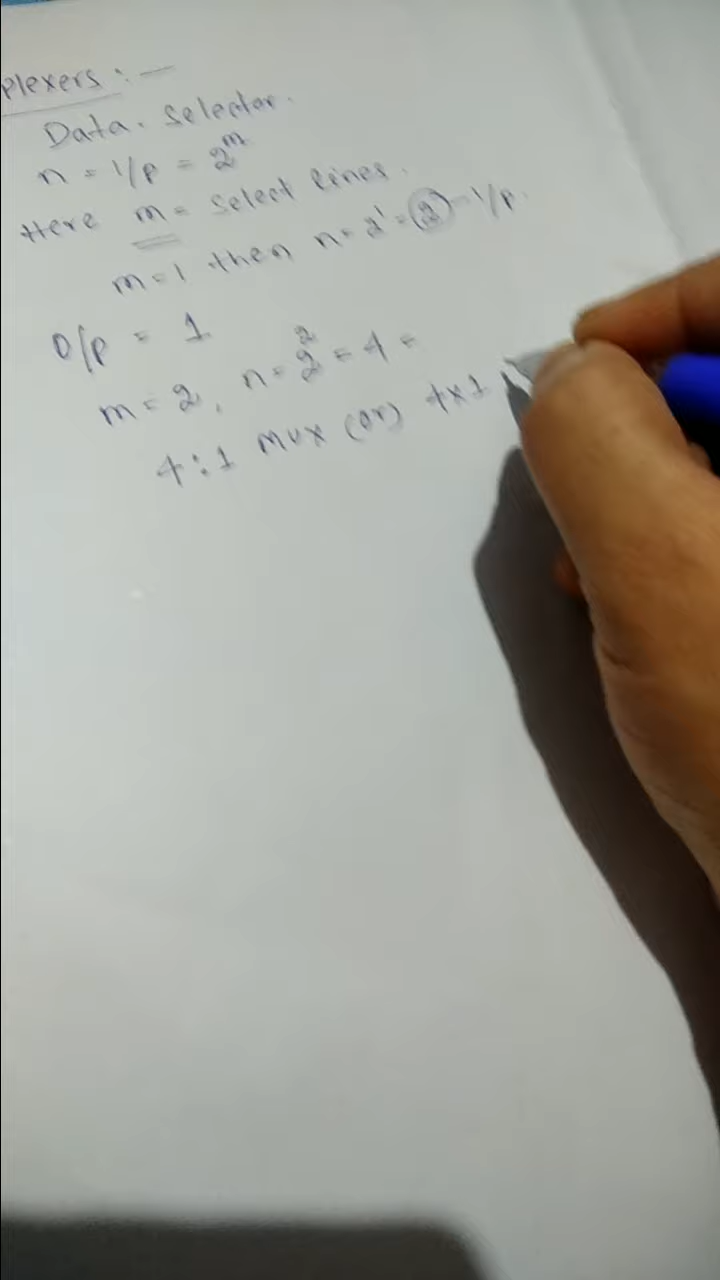 plexers :-
Data. Selector.
n = I/p = 2^m
Here m = select lines.
m=1 then n= 2^1 = 2 - I/p.
O/p = 1
m = 2, n = 2^2 = 4 =
4:1 mux (or) 4x1